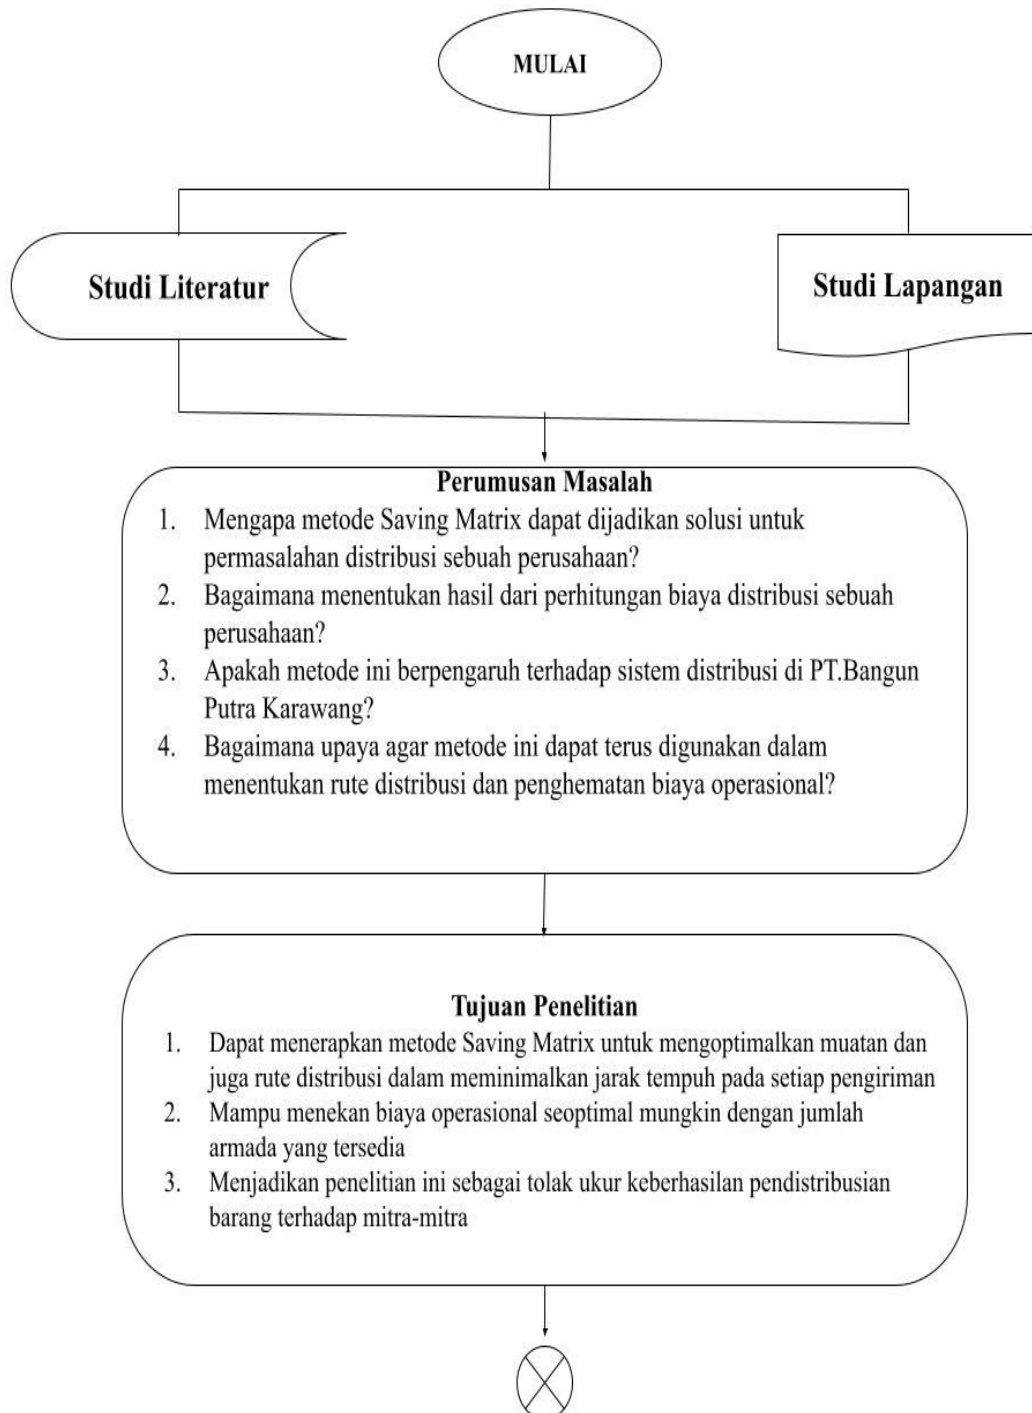 MULAI
Studi Literatur
Studi Lapangan
Perumusan Masalah
1. Mengapa metode Saving Matrix dapat dijadikan solusi untuk
permasalahan distribusi sebuah perusahaan?
2. Bagaimana menentukan hasil dari perhitungan biaya distribusi sebuah
perusahaan?
3. Apakah metode ini berpengaruh terhadap sistem distribusi di PT.Bangun
Putra Karawang?
4. Bagaimana upaya agar metode ini dapat terus digunakan dalam
menentukan rute distribusi dan penghematan biaya operasional?
Tujuan Penelitian
1. Dapat menerapkan metode Saving Matrix untuk mengoptimalkan muatan dan
juga rute distribusi dalam meminimalkan jarak tempuh pada setiap pengiriman
2. Mampu menekan biaya operasional seoptimal mungkin dengan jumlah
armada yang tersedia
3. Menjadikan penelitian ini sebagai tolak ukur keberhasilan pendistribusian
barang terhadap mitra-mitra